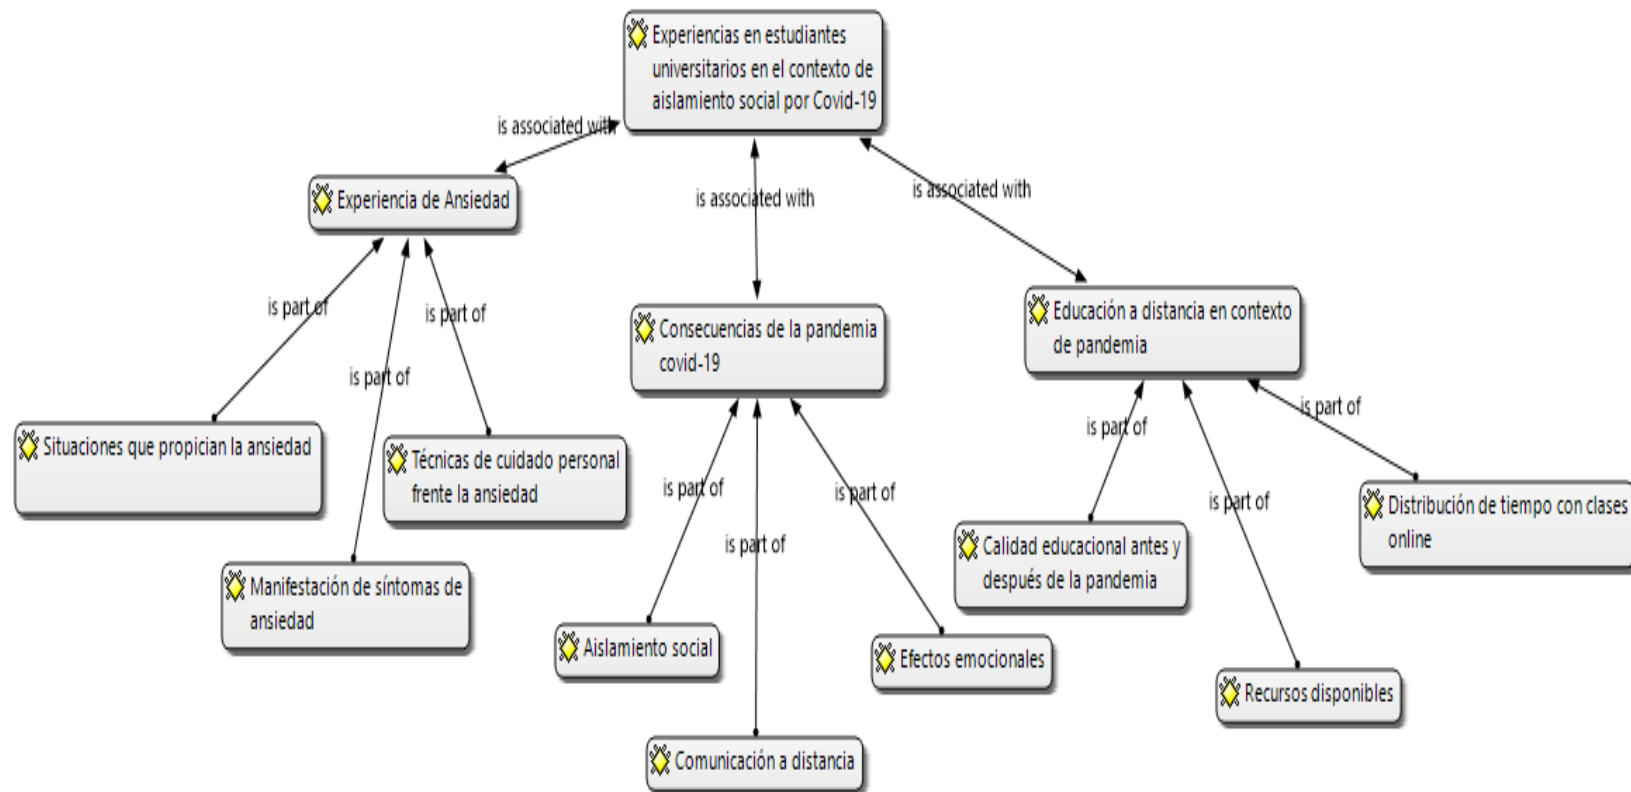 Experiencias en estudiantes
universitarios en el contexto de
aislamiento social por Covid-19
is associated with
is associated with
is associated with
Experiencia de Ansiedad
is part of
is part of
is part of
Situaciones que propician la ansiedad
Manifestación de síntomas de
ansiedad
Técnicas de cuidado personal
frente la ansiedad
Consecuencias de la pandemia
covid-19
is part of
is part of
is part of
Aislamiento social
Comunicación a distancia
Efectos emocionales
Educación a distancia en contexto
de pandemia
is part of
is part of
is part of
Calidad educacional antes y
después de la pandemia
Recursos disponibles
Distribución de tiempo con clases
online